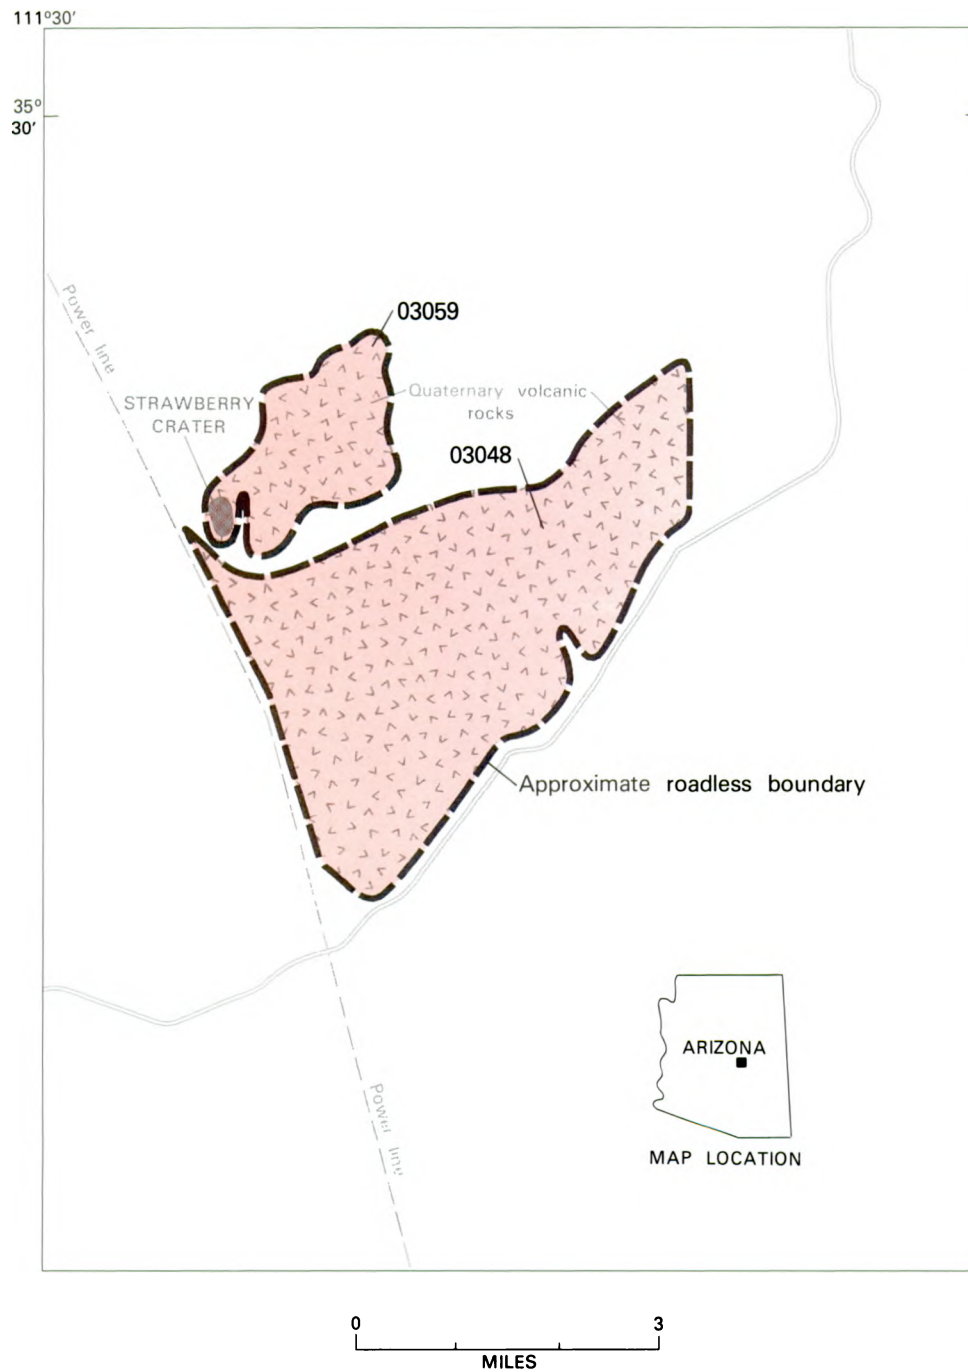 111°30′
35°
30′
Power line
03059
STRAWBERRY
CRATER
Quaternary volcanic
rocks
03048
Approximate roadless boundary
ARIZONA
MAP LOCATION
Power line
0 3
MILES